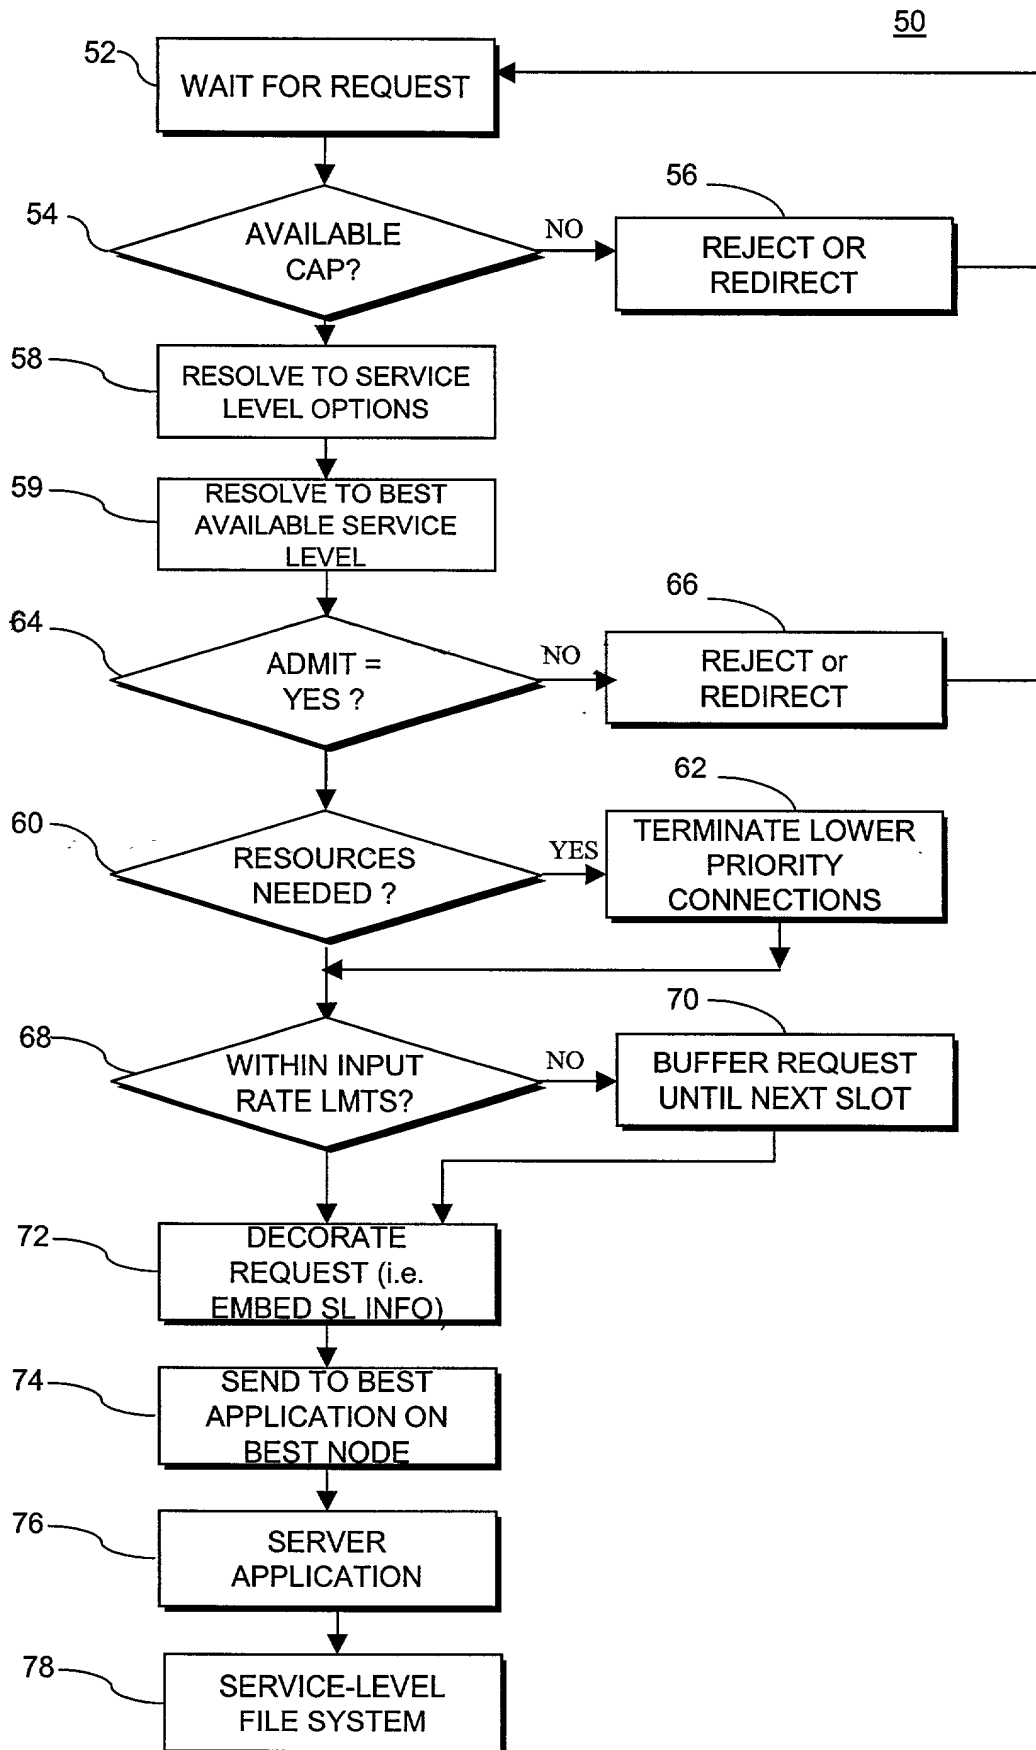 50
52
WAIT FOR REQUEST
54
AVAILABLE
CAP?
NO
56
REJECT OR
REDIRECT
58
RESOLVE TO SERVICE
LEVEL OPTIONS
59
RESOLVE TO BEST
AVAILABLE SERVICE
LEVEL
64
ADMIT =
YES ?
NO
66
REJECT or
REDIRECT
60
RESOURCES
NEEDED ?
YES
62
TERMINATE LOWER
PRIORITY
CONNECTIONS
68
WITHIN INPUT
RATE LMTS?
NO
70
BUFFER REQUEST
UNTIL NEXT SLOT
72
DECORATE
REQUEST (i.e.
EMBED SL INFO)
74
SEND TO BEST
APPLICATION ON
BEST NODE
76
SERVER
APPLICATION
78
SERVICE-LEVEL
FILE SYSTEM